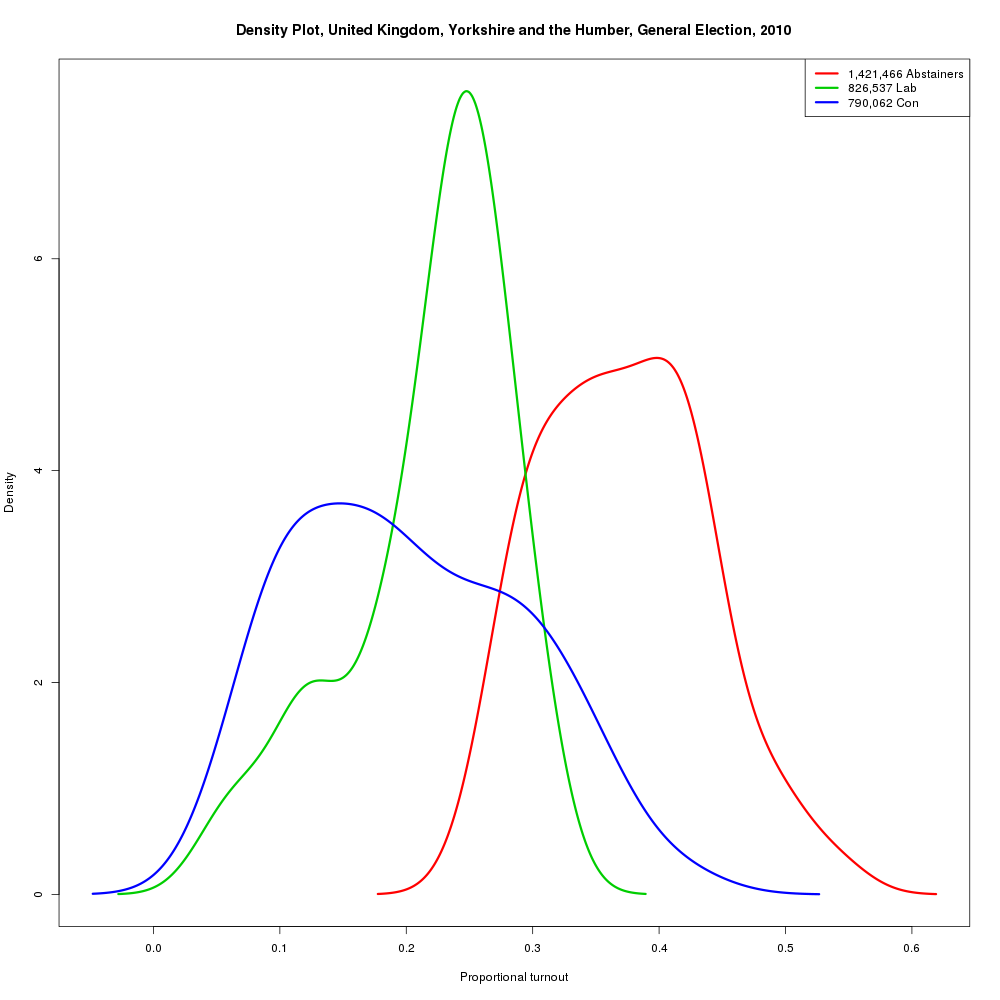 Density Plot, United Kingdom, Yorkshire and the Humber, General Election, 2010
1,421,466 Abstainers
826,537 Lab
790,062 Con
Density
6
4
2
0
0.0 0.1 0.2 0.3 0.4 0.5 0.6
Proportional turnout